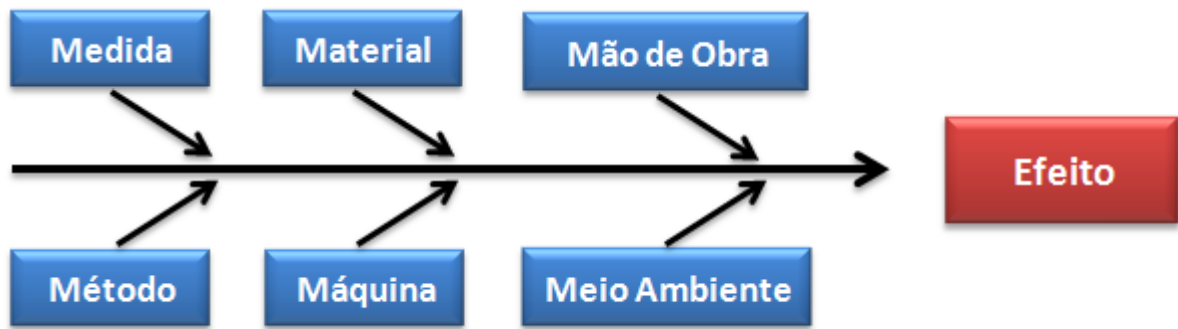 Medida
Material
Mão de Obra
Efeito
Método
Máquina
Meio Ambiente